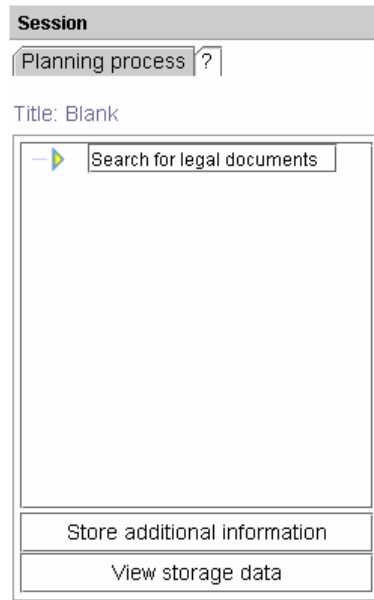 Session
Planning process ?
Title: Blank
Search for legal documents
Store additional information
View storage data